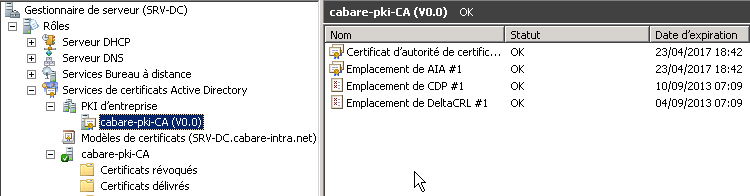 Gestionnaire de serveur (SRV-DC)
Rôles
Serveur DHCP
Serveur DNS
Services Bureau à distance
Services de certificats Active Directory
PKI d'entreprise
cabare-pki-CA (V0.0)
Modèles de certificats (SRV-DC.cabare-intra.net)
cabare-pki-CA
Certificats révoqués
Certificats délivrés
cabare-pki-CA (V0.0) OK
Nom Statut Date d'expiration
Certificat d'autorité de certific... OK 23/04/2017 18:42
Emplacement de AIA #1 OK 23/04/2017 18:42
Emplacement de CDP #1 OK 10/09/2013 07:09
Emplacement de DeltaCRL #1 OK 04/09/2013 07:09